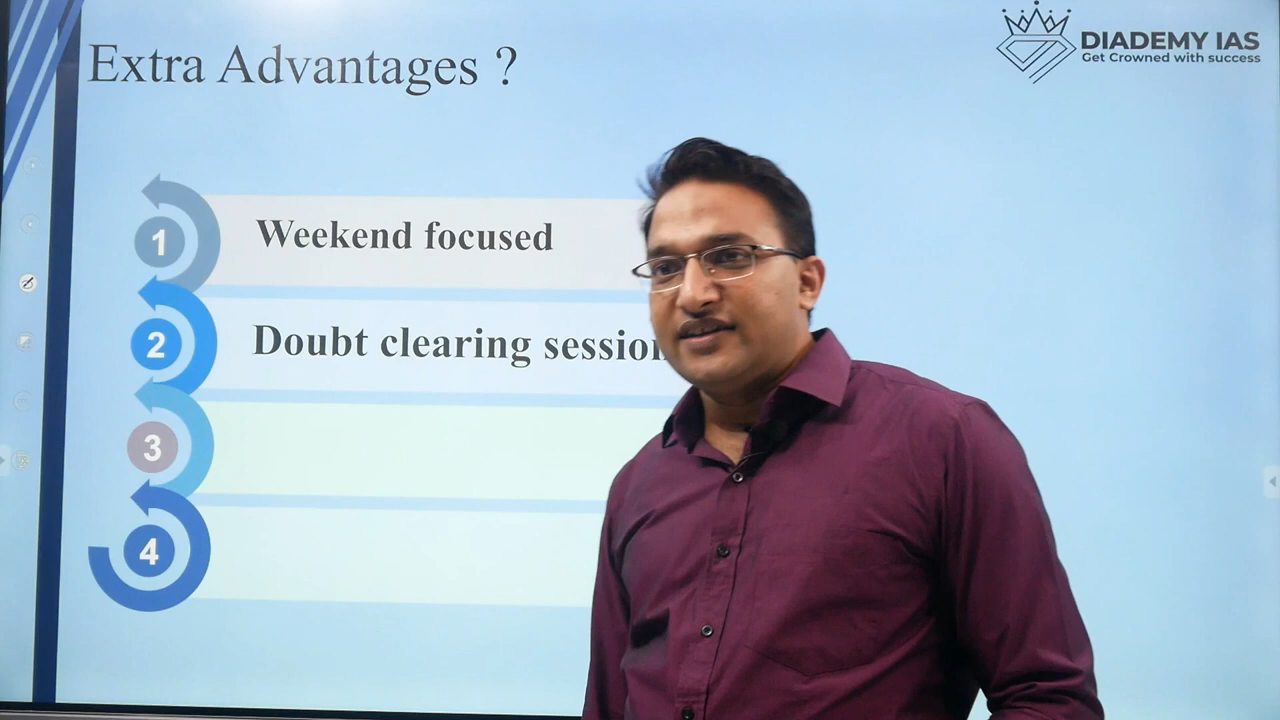 Extra Advantages ?
DIADEMY IAS
Get Crowned with success
1
Weekend focused
2
Doubt clearing session
3
4